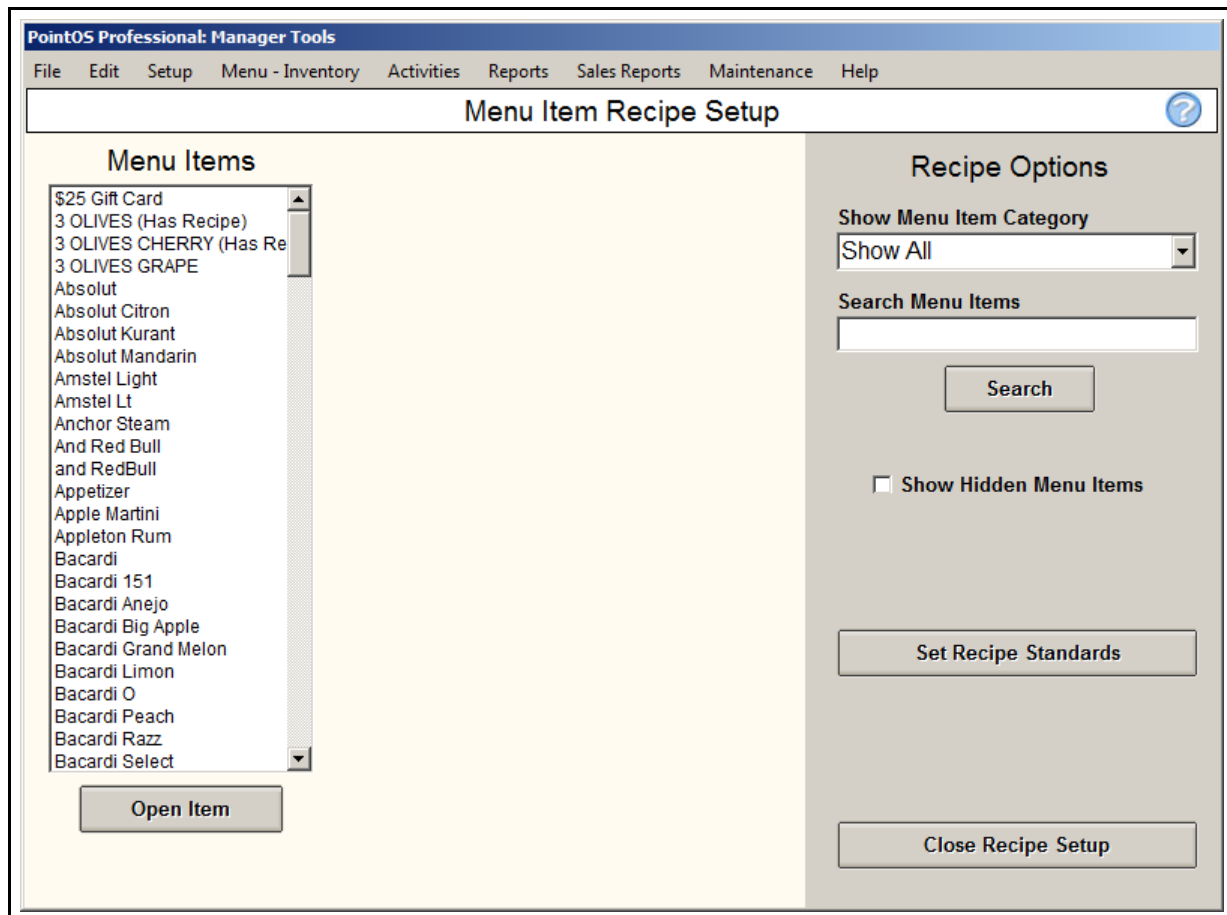 PointOS Professional: Manager Tools
File Edit Setup Menu - Inventory Activities Reports Sales Reports Maintenance Help
Menu Item Recipe Setup
Menu Items
$25 Gift Card
3 OLIVES (Has Recipe)
3 OLIVES CHERRY (Has Re
3 OLIVES GRAPE
Absolut
Absolut Citron
Absolut Kurant
Absolut Mandarin
Amstel Light
Amstel Lt
Anchor Steam
And Red Bull
and RedBull
Appetizer
Apple Martini
Appleton Rum
Bacardi
Bacardi 151
Bacardi Anejo
Bacardi Big Apple
Bacardi Grand Melon
Bacardi Limon
Bacardi O
Bacardi Peach
Bacardi Razz
Bacardi Select
Open Item
Recipe Options
Show Menu Item Category
Show All
Search Menu Items
Search
Show Hidden Menu Items
Set Recipe Standards
Close Recipe Setup